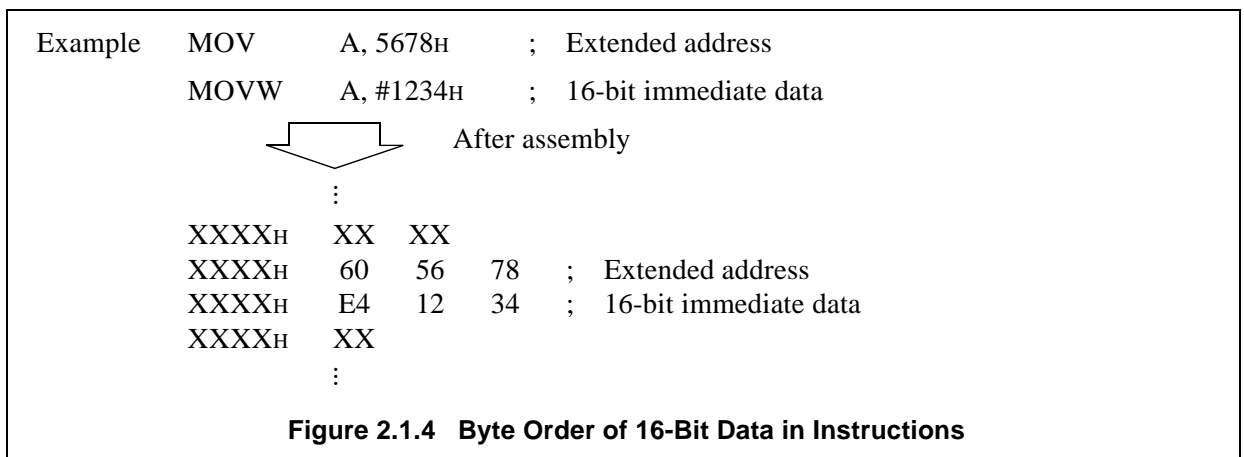 Example MOV A, 5678H ; Extended address
MOVW A, #1234H ; 16-bit immediate data
After assembly
⋮
XXXXH XX XX
XXXXH 60 56 78 ; Extended address
XXXXH E4 12 34 ; 16-bit immediate data
XXXXH XX
⋮
Figure 2.1.4 Byte Order of 16-Bit Data in Instructions